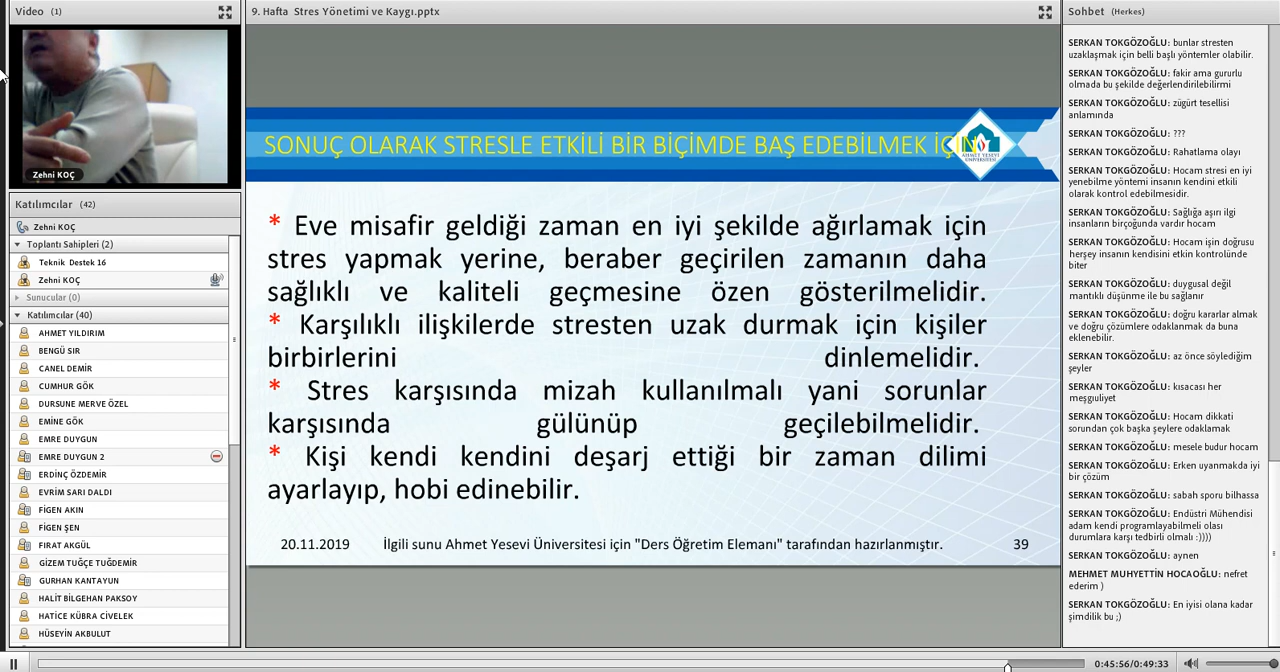 Video (1)
Zehni KOÇ
Katılımcılar (42)
Zehni KOÇ
Toplantı Sahipleri (2)
Teknik Destek 16
Zehni KOÇ
Sunucular (0)
Katılımcılar (40)
AHMET YILDIRIM
BENGÜ SIR
CANEL DEMİR
CUMHUR GÖK
DURSUNE MERVE ÖZEL
EMİNE GÖK
EMRE DUYGUN
EMRE DUYGUN 2
ERDİNÇ ÖZDEMİR
EVRİM SARI DALDI
FİGEN AKIN
FİGEN ŞEN
FIRAT AKGÜL
GİZEM TUĞÇE TUĞDEMİR
GURHAN KANTAYUN
HALİT BİLGEHAN PAKSOY
HATİCE KÜBRA CİVELEK
HÜSEYİN AKBULUT
9. Hafta Stres Yönetimi ve Kaygı.pptx
SONUÇ OLARAK STRESLE ETKİLİ BİR BİÇİMDE BAŞ EDEBİLMEK İÇİN
AHMET YESEVİ
ÜNİVERSİTESİ
* Eve misafir geldiği zaman en iyi şekilde ağırlamak için
stres yapmak yerine, beraber geçirilen zamanın daha
sağlıklı ve kaliteli geçmesine özen gösterilmelidir.
* Karşılıklı ilişkilerde stresten uzak durmak için kişiler
birbirlerini dinlemelidir.
* Stres karşısında mizah kullanılmalı yani sorunlar
karşısında gülünüp geçilebilmelidir.
* Kişi kendi kendini deşarj ettiği bir zaman dilimi
ayarlayıp, hobi edinebilir.
20.11.2019 İlgili sunu Ahmet Yesevi Üniversitesi için "Ders Öğretim Elemanı" tarafından hazırlanmıştır. 39
Sohbet (Herkes)
SERKAN TOKGÖZOĞLU: bunlar stresten
uzaklaşmak için belli başlı yöntemler olabilir.
SERKAN TOKGÖZOĞLU: fakir ama gururlu
olmada bu şekilde değerlendirilebilirmi
SERKAN TOKGÖZOĞLU: zügürt tesellisi
anlamında
SERKAN TOKGÖZOĞLU: ???
SERKAN TOKGÖZOĞLU: Rahatlama olayı
SERKAN TOKGÖZOĞLU: Hocam stresi en iyi
yenebilme yöntemi insanın kendini etkili
olarak kontrol edebilmesidir.
SERKAN TOKGÖZOĞLU: Sağlığa aşırı ilgi
insanların birçoğunda vardır hocam
SERKAN TOKGÖZOĞLU: Hocam işin doğrusu
herşey insanın kendisini etkin kontrolünde
biter
SERKAN TOKGÖZOĞLU: duygusal değil
mantıklı düşünme ile bu sağlanır
SERKAN TOKGÖZOĞLU: doğru kararlar almak
ve doğru çözümlere odaklanmak da buna
eklenebilir.
SERKAN TOKGÖZOĞLU: az önce söylediğim
şeyler
SERKAN TOKGÖZOĞLU: kısacası her
meşgıuliyet
SERKAN TOKGÖZOĞLU: Hocam dikkati
sorundan çok başka şeylere odaklamak
SERKAN TOKGÖZOĞLU: mesele budur hocam
SERKAN TOKGÖZOĞLU: Erken uyanmakda iyi
bir çözüm
SERKAN TOKGÖZOĞLU: sabah sporu bilhassa
SERKAN TOKGÖZOĞLU: Endüstri Mühendisi
adam kendi programlayabilmeli olası
durumlara karşı tedbirli olmalı :))))
SERKAN TOKGÖZOĞLU: aynen
MEHMET MUHYETTİN HOCAOĞLU: nefret
ederim )
SERKAN TOKGÖZOĞLU: En iyisi olana kadar
şimdilik bu ;)
0:45:56/0:49:33